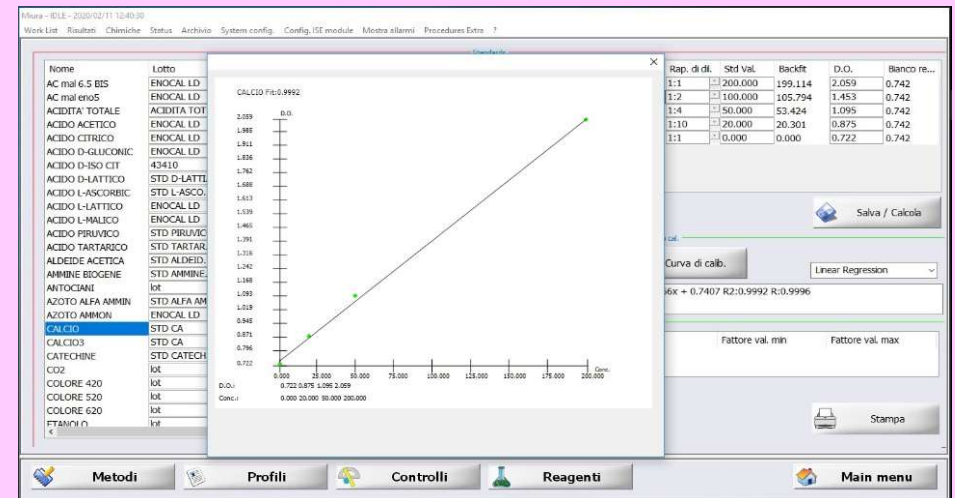 Miura - IDLE - 2020/02/11 12:40:30
Work List Risultati Chimiche Status Archivio System config. Config. ISE module Mostra allarmi Procedures Extra ?
Standards
Nome Lotto Rap. di dil. Std Val. Backfit D.O. Bianco re...
AC mal 6.5 BIS ENOCAL LD 1:1 200.000 199.114 2.059 0.742
AC mal eno5 ENOCAL LD 1:2 100.000 105.794 1.453 0.742
ACIDITA' TOTALE ACIDITA TOT 1:4 50.000 53.424 1.095 0.742
ACIDO ACETICO ENOCAL LD 1:10 20.000 20.301 0.875 0.742
ACIDO CITRICO ENOCAL LD 1:1 0.000 0.000 0.722 0.742
ACIDO D-GLUCONIC ENOCAL LD
ACIDO D-ISO CIT 43410
ACIDO D-LATTICO STD D-LATTI
ACIDO L-ASCORBIC STD L-ASCO.
ACIDO L-LATTICO ENOCAL LD
ACIDO L-MALICO ENOCAL LD
ACIDO PIRUVICO STD PIRUVIC
ACIDO TARTARICO STD TARTAR.
ALDEIDE ACETICA STD ALDEID.
AMMINE BIOGENE STD AMMINE.
ANTOCIANI lot
AZOTO ALFA AMMIN STD ALFA AM
AZOTO AMMON ENOCAL LD
CALCIO STD CA
CALCIO3 STD CA
CATECHINE STD CATECH
CO2 lot
COLORE 420 lot
COLORE 520 lot
COLORE 620 lot
ETANOLO lot
CALCIO Fit:0.9992
D.O.
2.059
1.985
1.911
1.836
1.762
1.688
1.613
1.539
1.465
1.391
1.316
1.242
1.168
1.093
1.019
0.945
0.871
0.796
0.722
Conc.
0.000 25.000 50.000 75.000 100.000 125.000 150.000 175.000 200.000
D.O.: 0.722 0.875 1.095 2.059
Conc.: 0.000 20.000 50.000 200.000
Salva / Calcola
cal.
Curva di calib. Linear Regression
6x + 0.7407 R2:0.9992 R:0.9996
Fattore val. min Fattore val. max
Stampa
Metodi Profili Controlli Reagenti Main menu